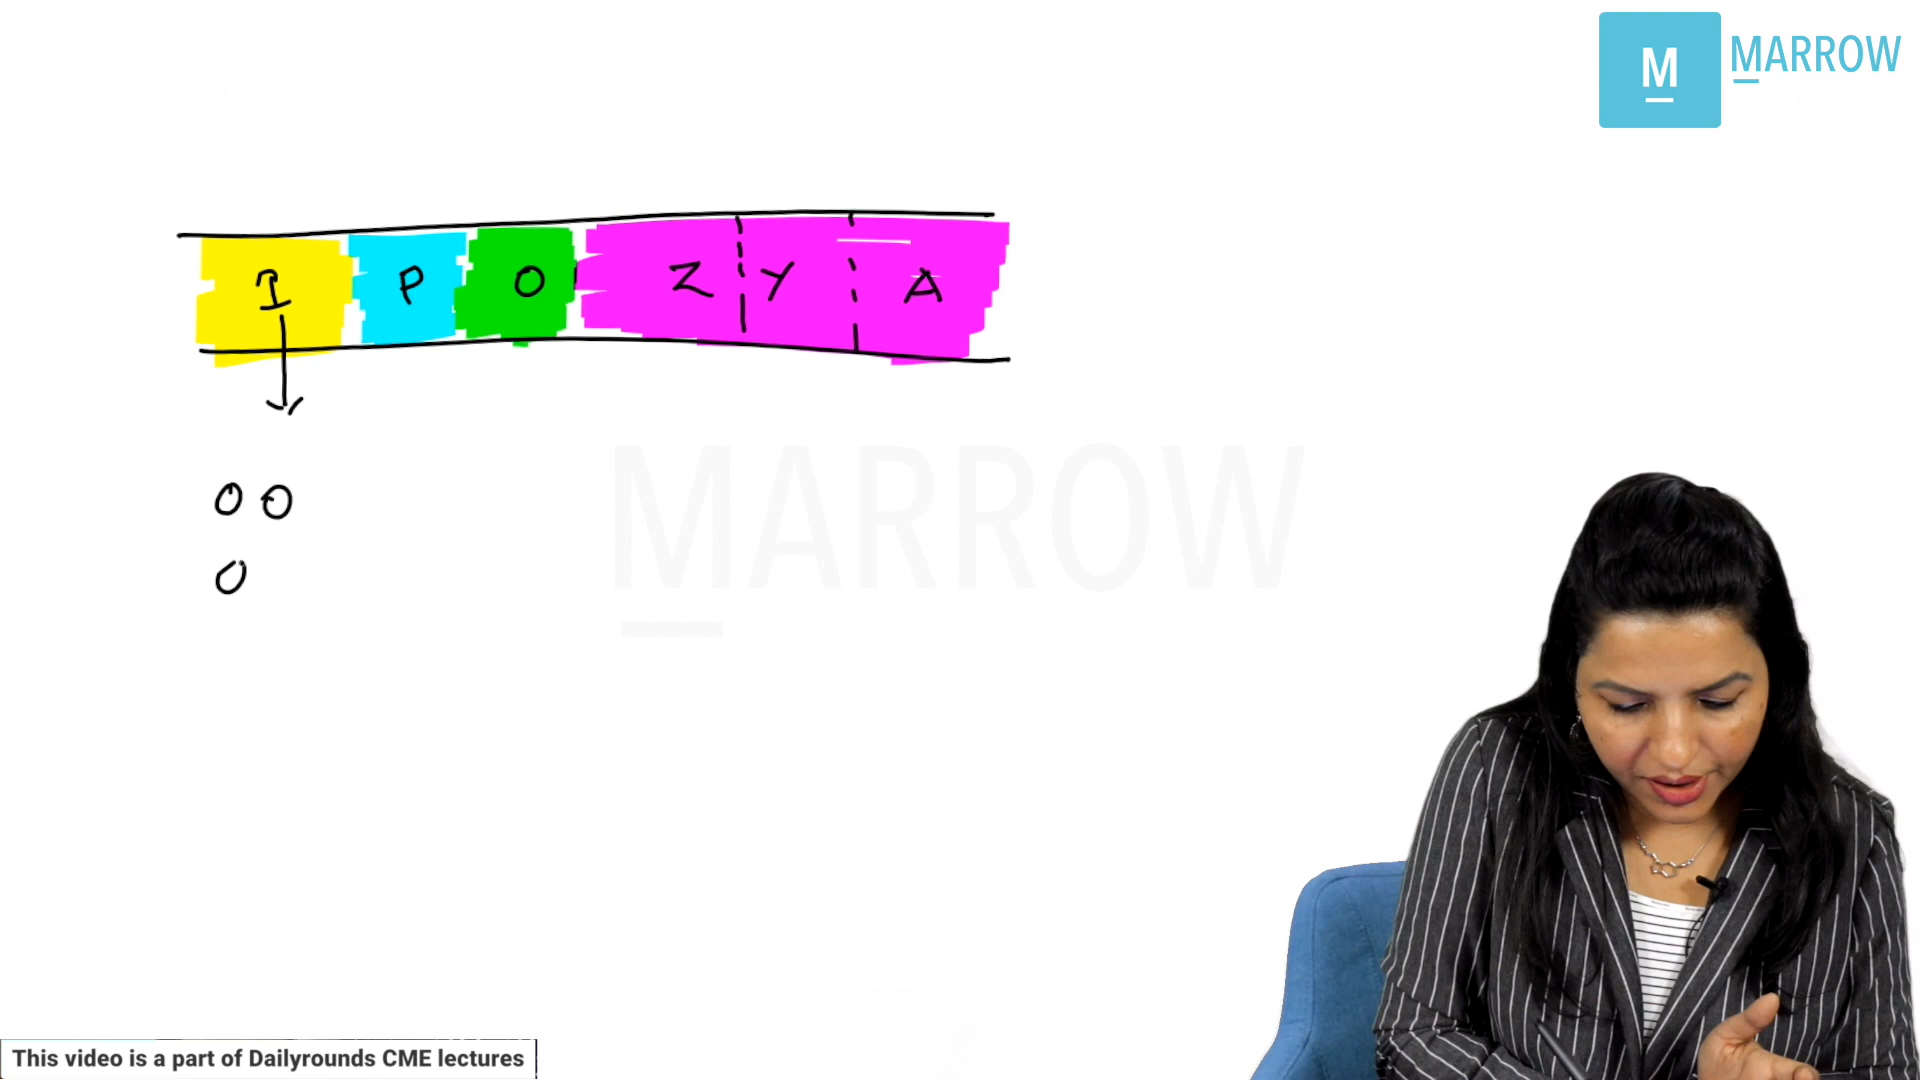 M MARROW
I P O Z Y A
O O
O
MARROW
This video is a part of Dailyrounds CME lectures